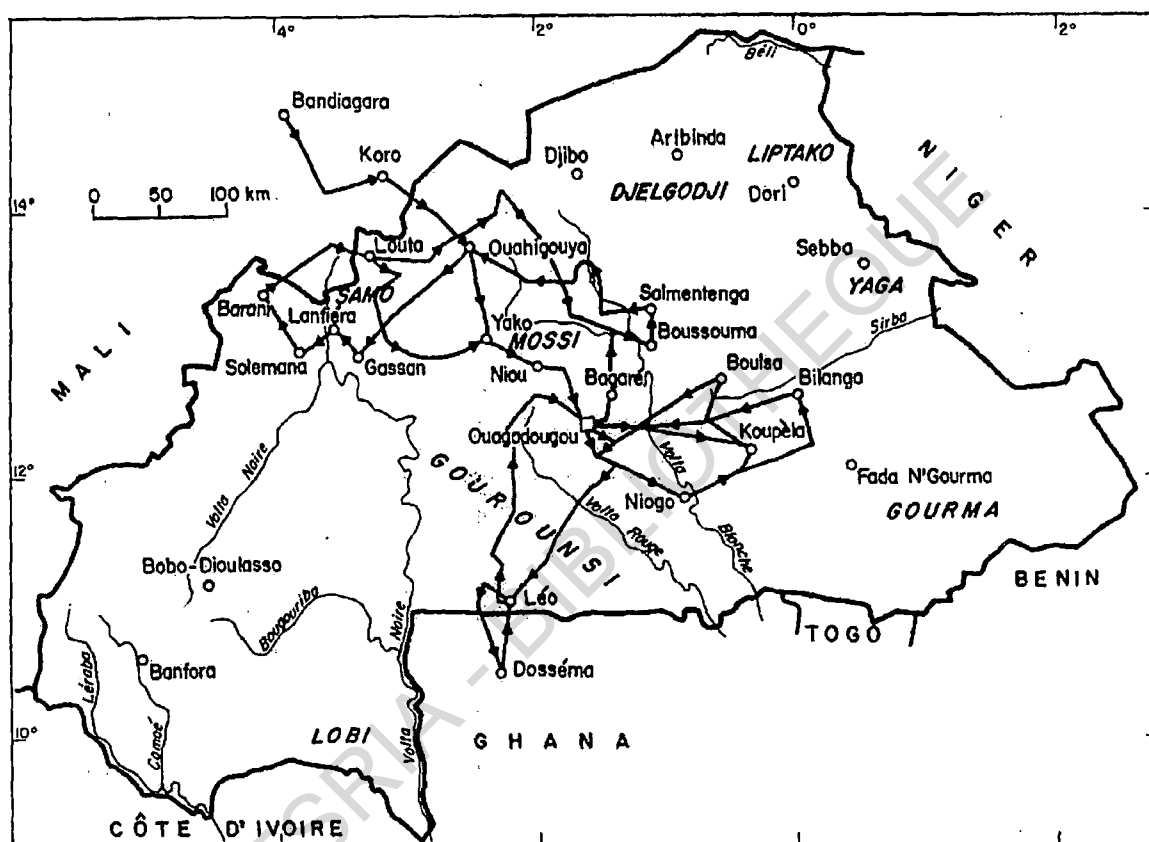 4° 2° 0° 2°
Béli
Bandiagara
Aribinda
NIGER
Koro
Djibo
LIPTAKO
DJELGODJI
Dori
0 50 100 km
14°
Louta
Ouahigouya
Sebba
YAGA
SAMO
Barani
Salmentenga
Lanfiera
Sirba
Yako
MOSSI
Boussouma
MALI
Solemana
Gassan
Niou
Bagaré
Boulsa
Bilanga
Ouagadougou
Koupéla
12°
Volta Noire
GOUROUNSI
Volta Blanche
Fada N'Gourma
Niogo
GOURMA
Volta Rouge
Bobo-Dioulasso
BENIN
Léo
Bougouriba
Noire
TOGO
Banfora
Dosséma
Léraba
10°
LOBI
GHANA
Comoé
Volta
CÔTE D'IVOIRE
ESRIA - BIBLIOTHEQUE